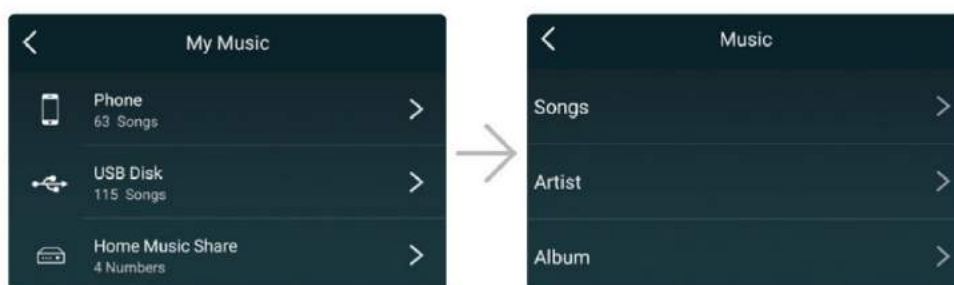 My Music
Phone
63 Songs
USB Disk
115 Songs
Home Music Share
4 Numbers
Music
Songs
Artist
Album